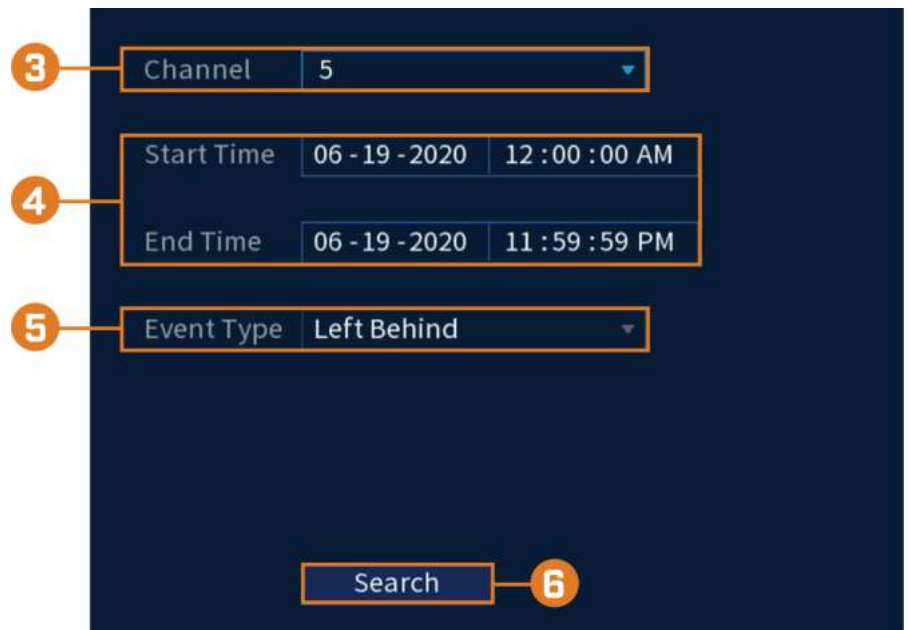 3 Channel 5
Start Time 06 - 19 - 2020 12 : 00 : 00 AM
4
End Time 06 - 19 - 2020 11 : 59 : 59 PM
5 Event Type Left Behind
Search 6